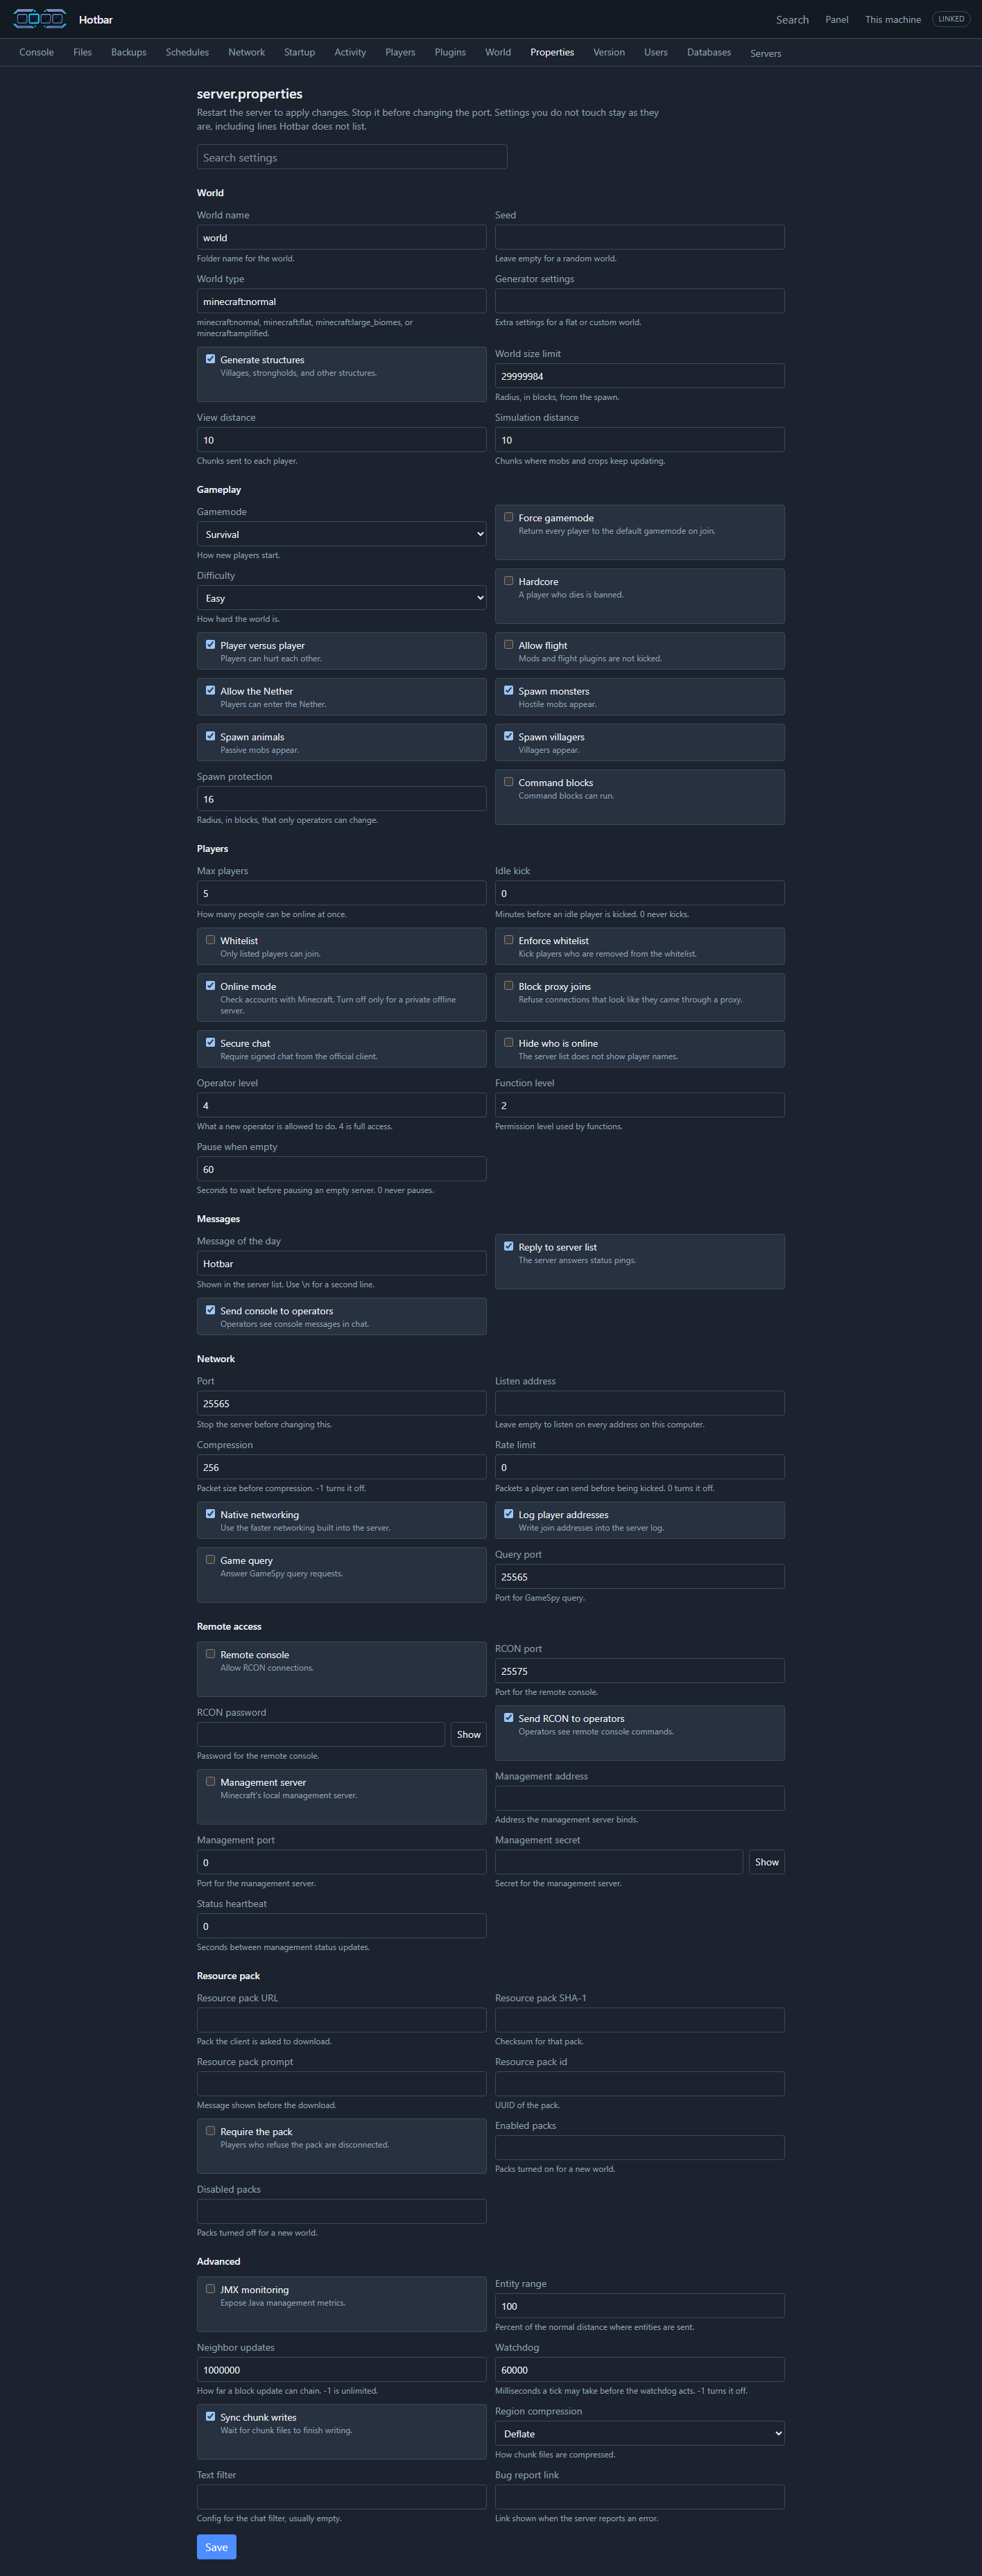 Hotbar
Search
Panel
This machine
LINKED
Console
Files
Backups
Schedules
Network
Startup
Activity
Players
Plugins
World
Properties
Version
Users
Databases
Servers
server.properties
Restart the server to apply changes. Stop it before changing the port. Settings you do not touch stay as they
are, including lines Hotbar does not list.
Search settings
World
World name
Seed
world
Folder name for the world.
Leave empty for a random world.
World type
Generator settings
minecraft:normal
minecraft:normal, minecraft:flat, minecraft:large_biomes, or
minecraft:amplified.
Extra settings for a flat or custom world.
Generate structures
Villages, strongholds, and other structures.
World size limit
29999984
Radius, in blocks, from the spawn.
View distance
Simulation distance
10
10
Chunks sent to each player.
Chunks where mobs and crops keep updating.
Gameplay
Gamemode
Survival
How new players start.
Force gamemode
Return every player to the default gamemode on join.
Difficulty
Easy
How hard the world is.
Hardcore
A player who dies is banned.
Player versus player
Players can hurt each other.
Allow flight
Mods and flight plugins are not kicked.
Allow the Nether
Players can enter the Nether.
Spawn monsters
Hostile mobs appear.
Spawn animals
Passive mobs appear.
Spawn villagers
Villagers appear.
Spawn protection
16
Radius, in blocks, that only operators can change.
Command blocks
Command blocks can run.
Players
Max players
Idle kick
5
0
How many people can be online at once.
Minutes before an idle player is kicked. 0 never kicks.
Whitelist
Only listed players can join.
Enforce whitelist
Kick players who are removed from the whitelist.
Online mode
Check accounts with Minecraft. Turn off only for a private offline
server.
Block proxy joins
Refuse connections that look like they came through a proxy.
Secure chat
Require signed chat from the official client.
Hide who is online
The server list does not show player names.
Operator level
Function level
4
2
What a new operator is allowed to do. 4 is full access.
Permission level used by functions.
Pause when empty
60
Seconds to wait before pausing an empty server. 0 never pauses.
Messages
Message of the day
Hotbar
Shown in the server list. Use \n for a second line.
Reply to server list
The server answers status pings.
Send console to operators
Operators see console messages in chat.
Network
Port
Listen address
25565
Stop the server before changing this.
Leave empty to listen on every address on this computer.
Compression
Rate limit
256
0
Packet size before compression. -1 turns it off.
Packets a player can send before being kicked. 0 turns it off.
Native networking
Use the faster networking built into the server.
Log player addresses
Write join addresses into the server log.
Game query
Answer GameSpy query requests.
Query port
25565
Port for GameSpy query.
Remote access
Remote console
Allow RCON connections.
RCON port
25575
Port for the remote console.
RCON password
Show
Password for the remote console.
Send RCON to operators
Operators see remote console commands.
Management server
Minecraft's local management server.
Management address
Address the management server binds.
Management port
Management secret
0
Show
Port for the management server.
Secret for the management server.
Status heartbeat
0
Seconds between management status updates.
Resource pack
Resource pack URL
Resource pack SHA-1
Pack the client is asked to download.
Checksum for that pack.
Resource pack prompt
Resource pack id
Message shown before the download.
UUID of the pack.
Require the pack
Players who refuse the pack are disconnected.
Enabled packs
Packs turned on for a new world.
Disabled packs
Packs turned off for a new world.
Advanced
JMX monitoring
Expose Java management metrics.
Entity range
100
Percent of the normal distance where entities are sent.
Neighbor updates
Watchdog
1000000
60000
How far a block update can chain. -1 is unlimited.
Milliseconds a tick may take before the watchdog acts. -1 turns it off.
Sync chunk writes
Wait for chunk files to finish writing.
Region compression
Deflate
How chunk files are compressed.
Text filter
Bug report link
Config for the chat filter, usually empty.
Link shown when the server reports an error.
Save